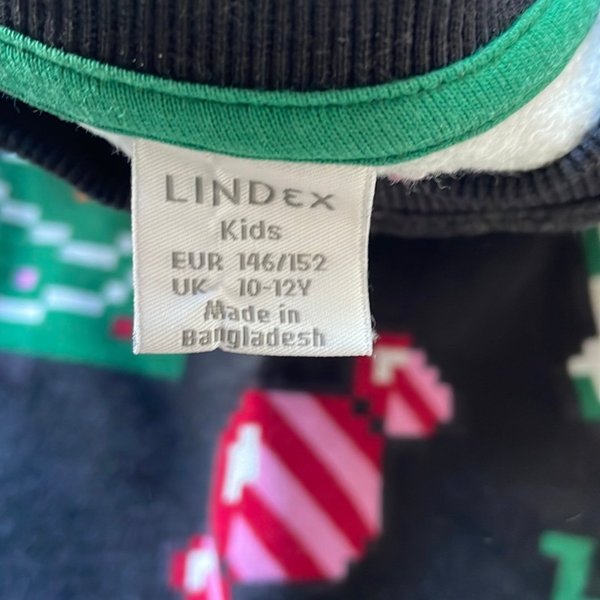 LINDEX
Kids
EUR 146/152
UK 10-12Y
Made in
Bangladesh